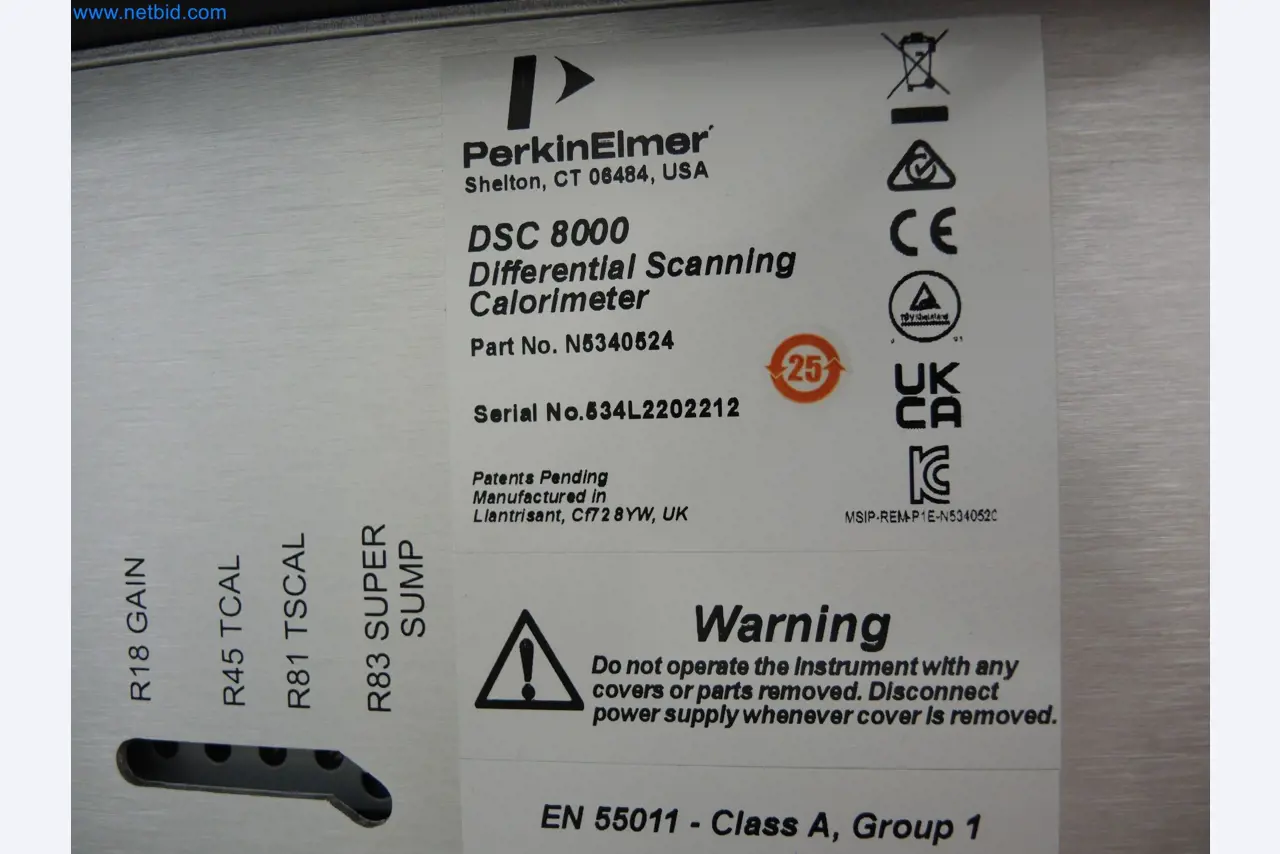 www.netbid.com
PerkinElmer
Shelton, CT 06484, USA
DSC 8000
Differential Scanning
Calorimeter
Part No. N5340524
25
Serial No.534L2202212
Patents Pending
Manufactured in
Llantrisant, Cf72 8YW, UK
CE
TÜVRheinland
UK
CA
MSIP-REM-P1E-N5340520
R18 GAIN
R45 TCAL
R81 TSCAL
R83 SUPER
SUMP
Warning
Do not operate the instrument with any
covers or parts removed. Disconnect
power supply whenever cover is removed.
EN 55011 - Class A, Group 1